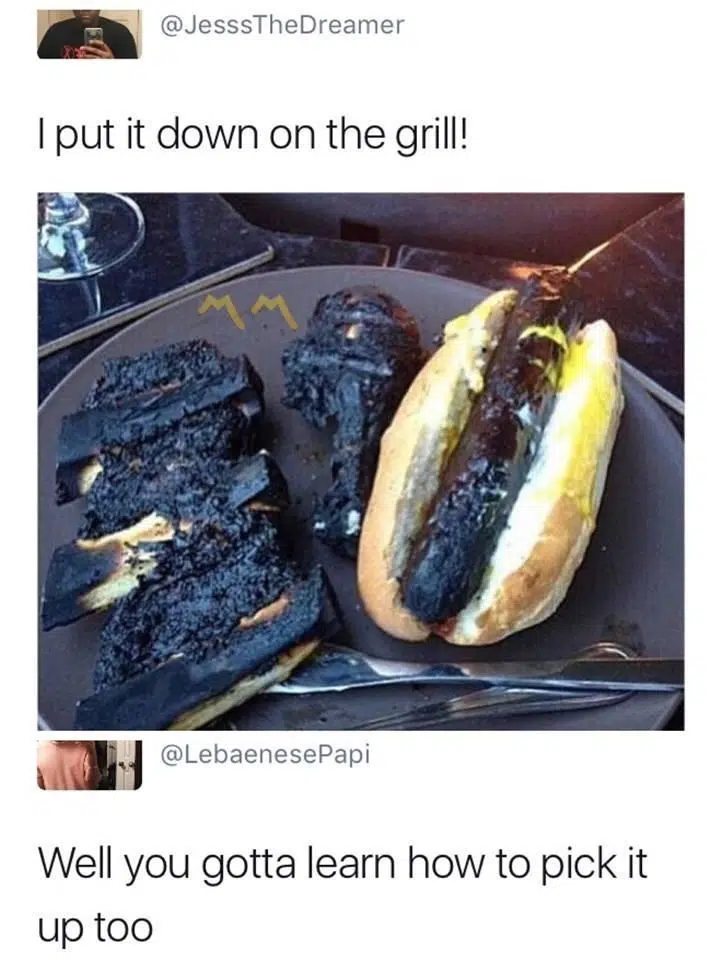 @JesssTheDreamer
I put it down on the grill!
@LebaenesePapi
Well you gotta learn how to pick it
up too